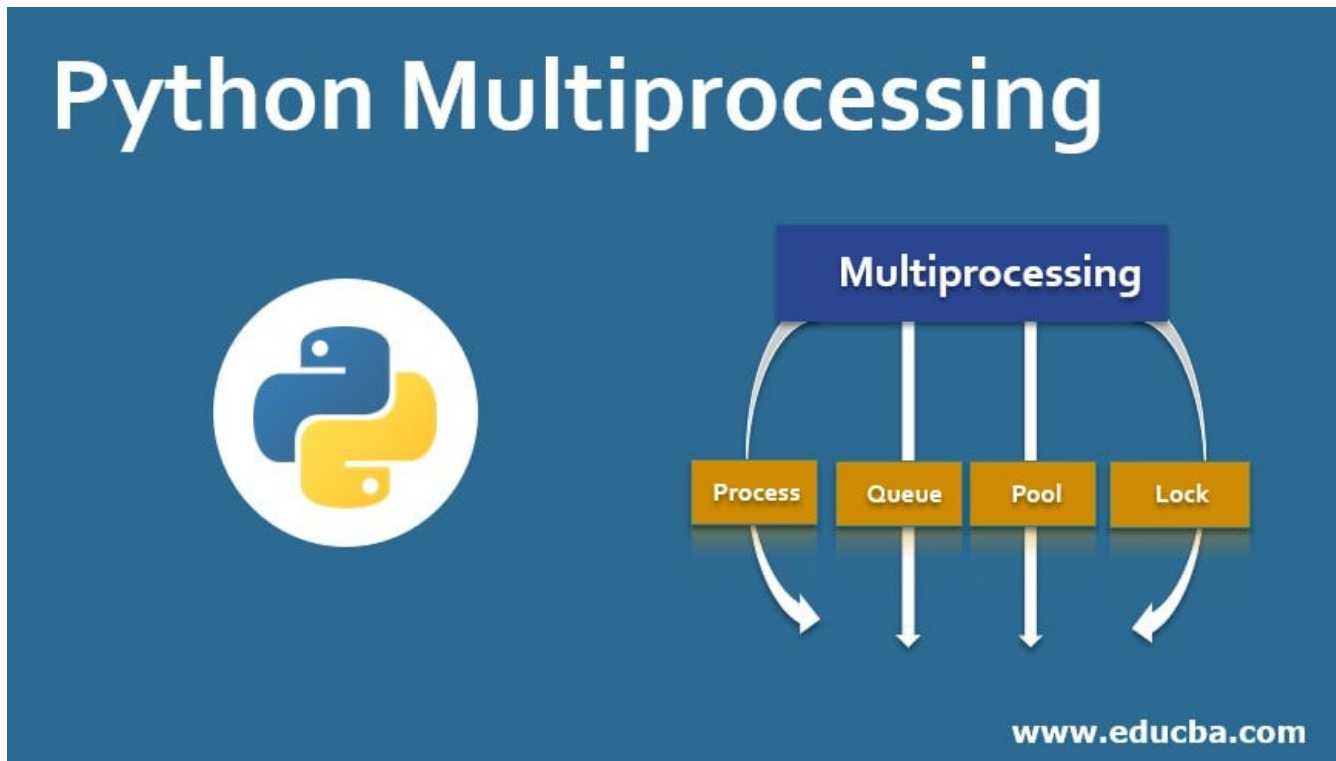 Python Multiprocessing
Multiprocessing
Process
Queue
Pool
Lock
www.educba.com